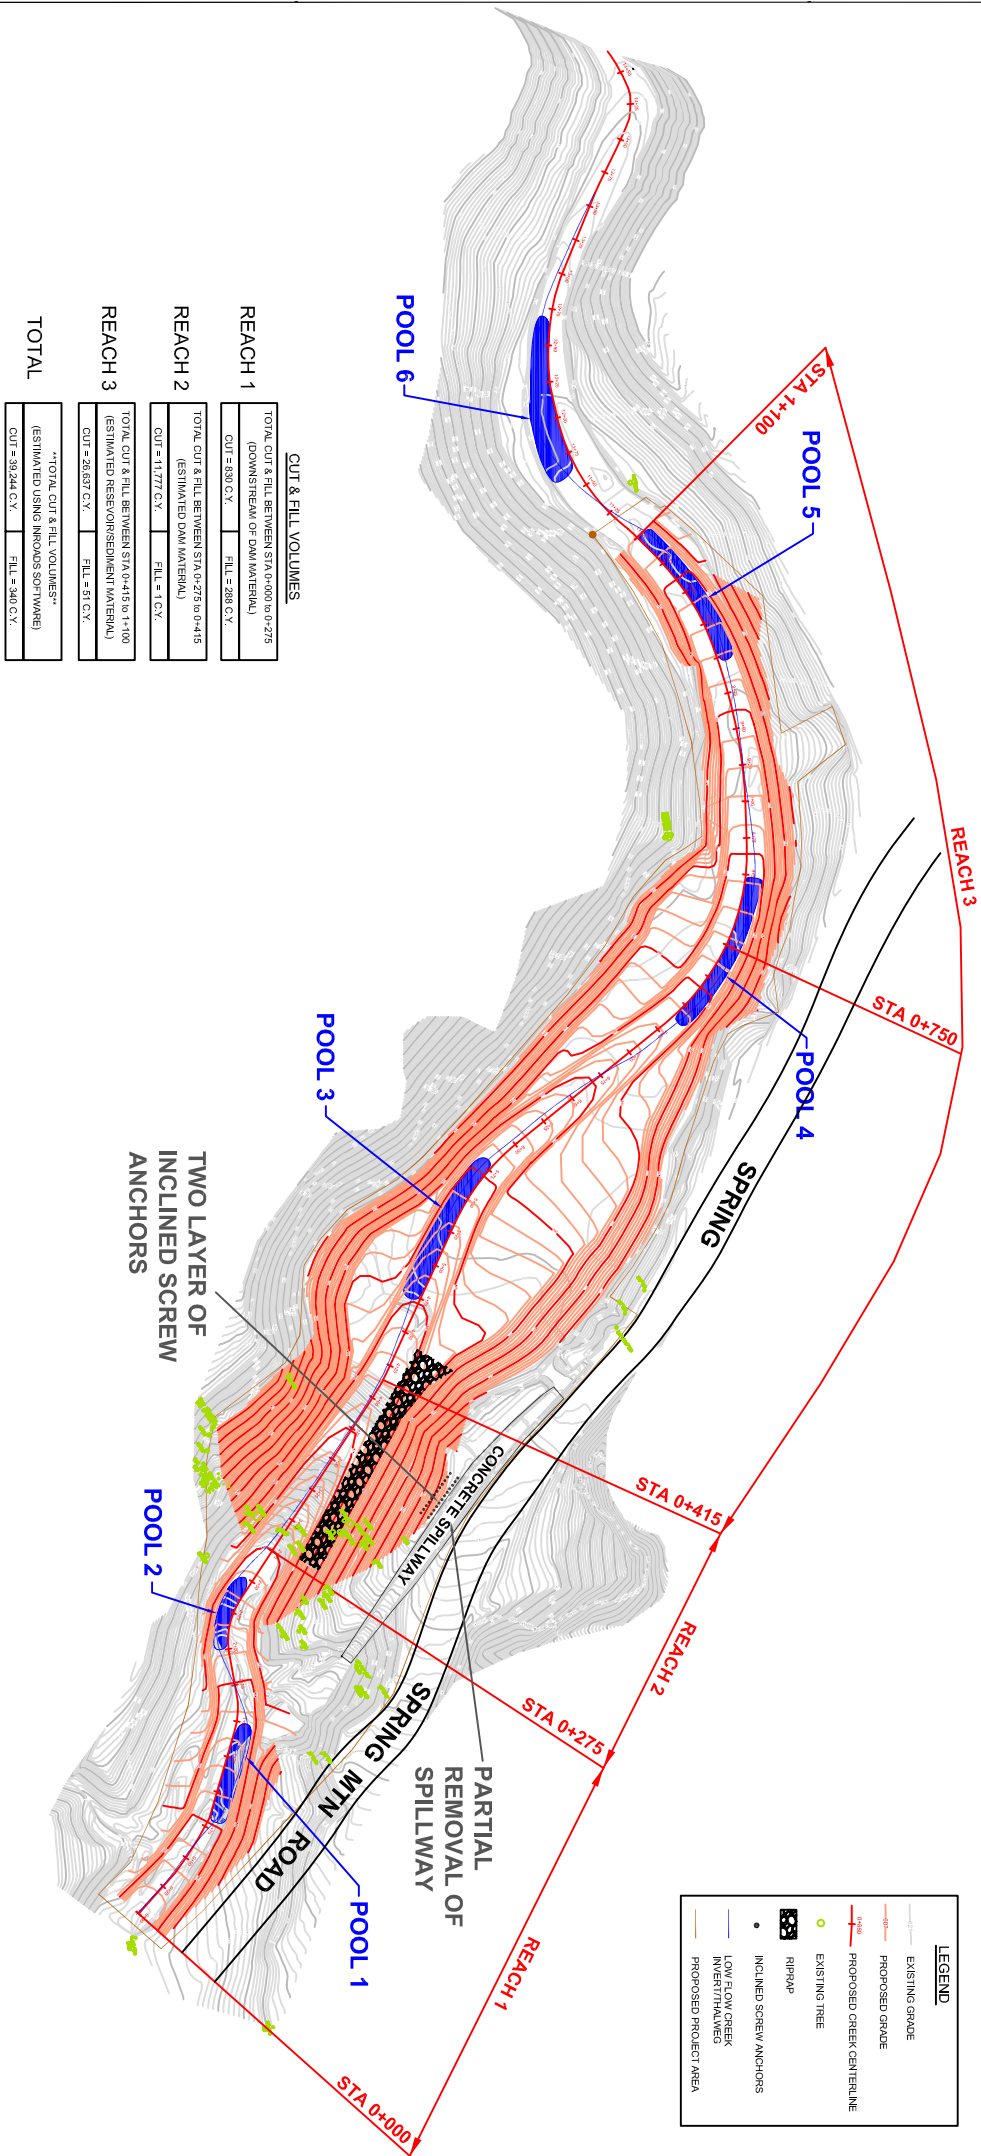 POOL 6
POOL 5
STA 1+100
REACH 3
STA 0+750
POOL 4
POOL 3
SPRING
TWO LAYER OF
INCLINED SCREW
ANCHORS
CONCRETE SPILLWAY
STA 0+415
REACH 2
POOL 2
STA 0+275
SPRING MTN ROAD
PARTIAL
REMOVAL OF
SPILLWAY
POOL 1
REACH 1
STA 0+000
CUT & FILL VOLUMES
REACH 1
TOTAL CUT & FILL BETWEEN STA 0+000 to 0+275
(DOWNSTREAM OF DAM MATERIAL)
CUT = 830 C.Y. FILL = 288 C.Y.
REACH 2
TOTAL CUT & FILL BETWEEN STA 0+275 to 0+415
(ESTIMATED DAM MATERIAL)
CUT = 11,777 C.Y. FILL = 1 C.Y.
REACH 3
TOTAL CUT & FILL BETWEEN STA 0+415 to 1+100
(ESTIMATED RESEVOIR/SEDIMENT MATERIAL)
CUT = 26,637 C.Y. FILL = 51 C.Y.
TOTAL
**TOTAL CUT & FILL VOLUMES**
(ESTIMATED USING INROADS SOFTWARE)
CUT = 39,244 C.Y. FILL = 340 C.Y.
LEGEND
EXISTING GRADE
PROPOSED GRADE
0+850 PROPOSED CREEK CENTERLINE
EXISTING TREE
RIPRAP
INCLINED SCREW ANCHORS
LOW FLOW CREEK
INVERT/THALWEG
PROPOSED PROJECT AREA